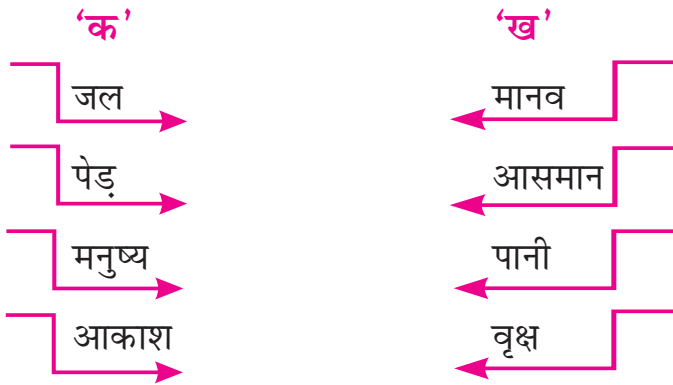 ‘क’ ‘ख’
जल मानव
पेड़ आसमान
मनुष्य पानी
आकाश वृक्ष